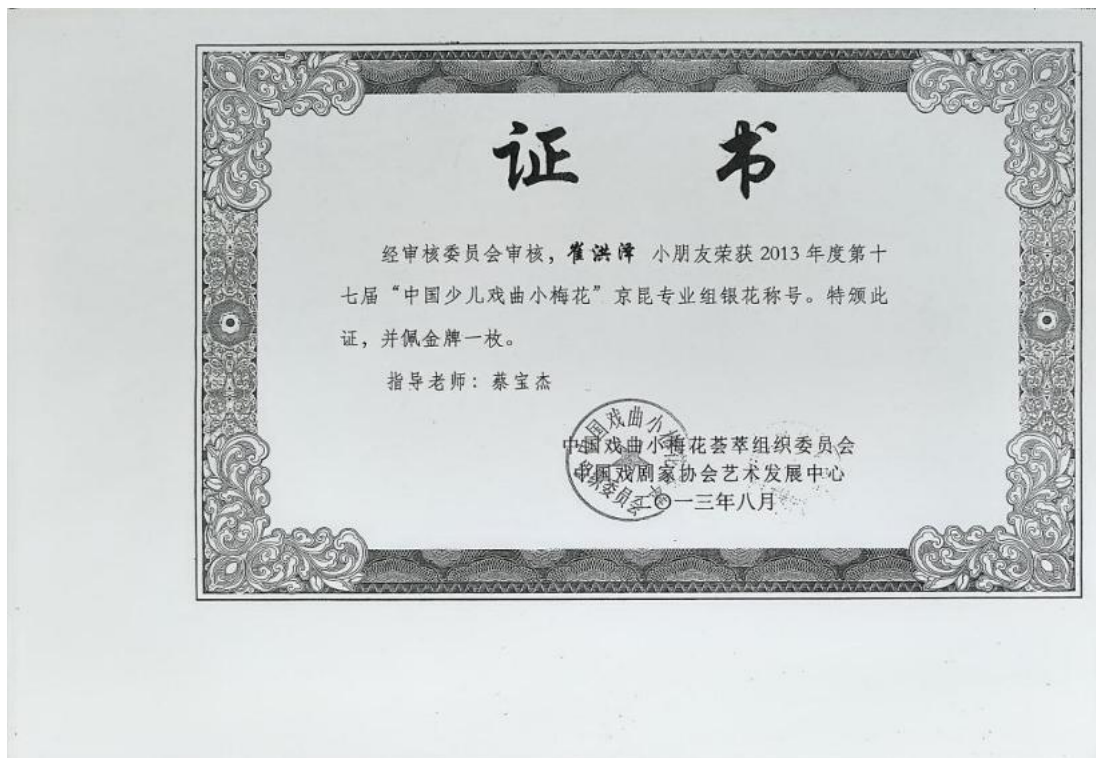 证 书
经审核委员会审核，崔洪泽 小朋友荣获 2013 年度第十
七届“中国少儿戏曲小梅花”京昆专业组银花称号。特颁此
证，并佩金牌一枚。
指导老师：蔡宝杰
中国戏曲小梅花荟萃组织委员会
中国戏剧家协会艺术发展中心
二〇一三年八月